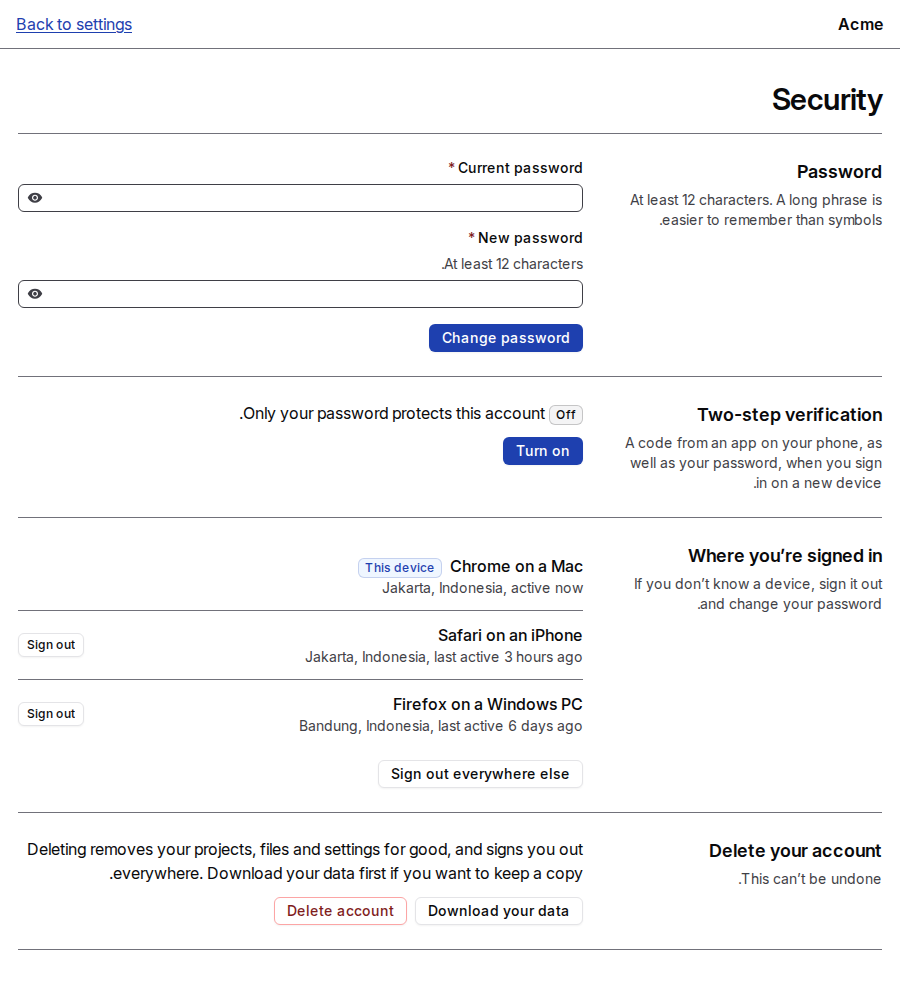 Acme
Back to settings
Security
Password
At least 12 characters. A long phrase is
.easier to remember than symbols
* Current password
* New password
.At least 12 characters
Change password
Two-step verification
A code from an app on your phone, as
well as your password, when you sign
.in on a new device
Off
.Only your password protects this account
Turn on
Where you’re signed in
If you don’t know a device, sign it out
.and change your password
Chrome on a Mac
This device
Jakarta, Indonesia, active now
Safari on an iPhone
Jakarta, Indonesia, last active 3 hours ago
Sign out
Firefox on a Windows PC
Bandung, Indonesia, last active 6 days ago
Sign out
Sign out everywhere else
Delete your account
.This can’t be undone
Deleting removes your projects, files and settings for good, and signs you out
.everywhere. Download your data first if you want to keep a copy
Download your data
Delete account